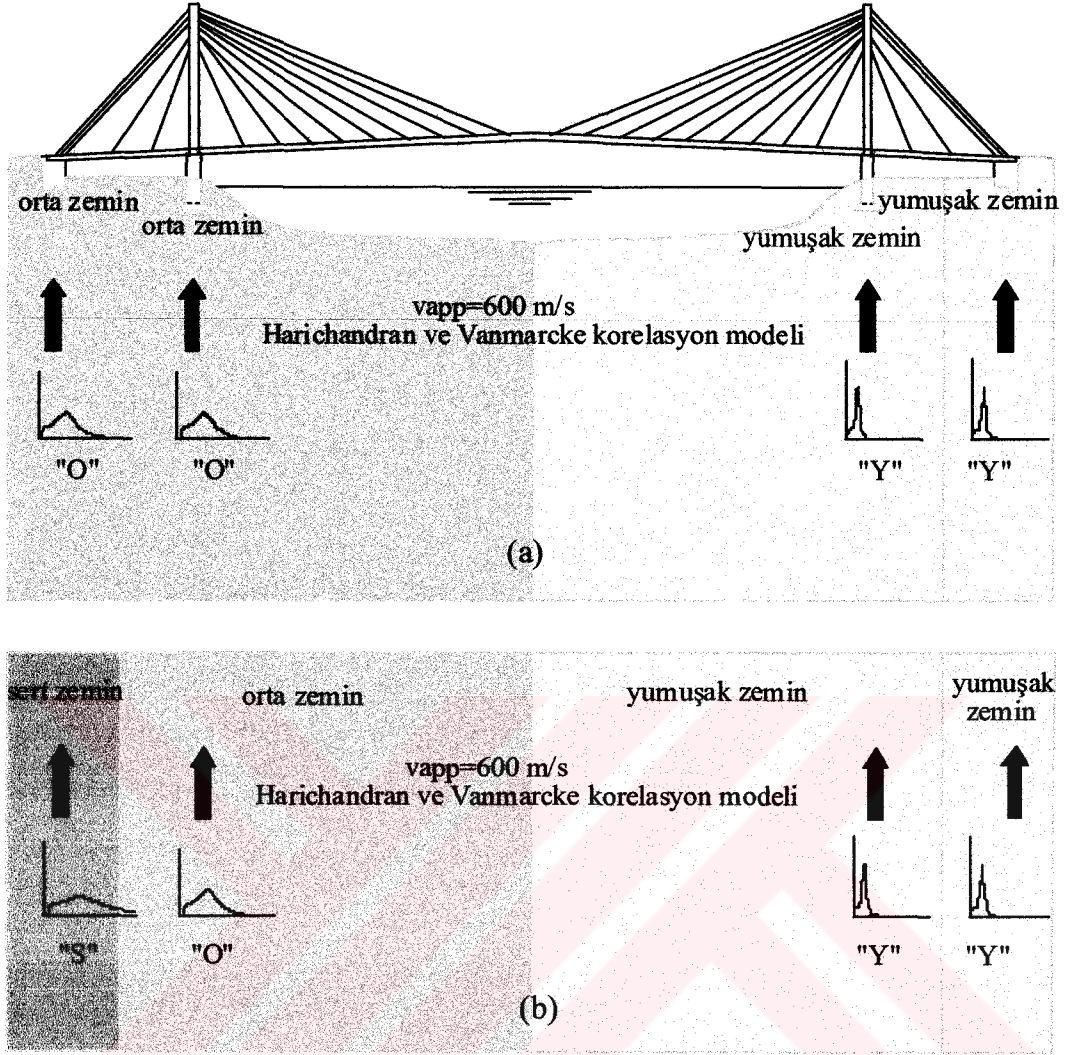 orta zemin
orta zemin
yumuşak zemin
yumuşak zemin
vapp=600 m/s
Harichandran ve Vanmarcke korelasyon modeli
"O" "O" "Y" "Y"
(a)
sert zemin
orta zemin
yumuşak zemin
yumuşak
zemin
vapp=600 m/s
Harichandran ve Vanmarcke korelasyon modeli
"S" "O" "Y" "Y"
(b)